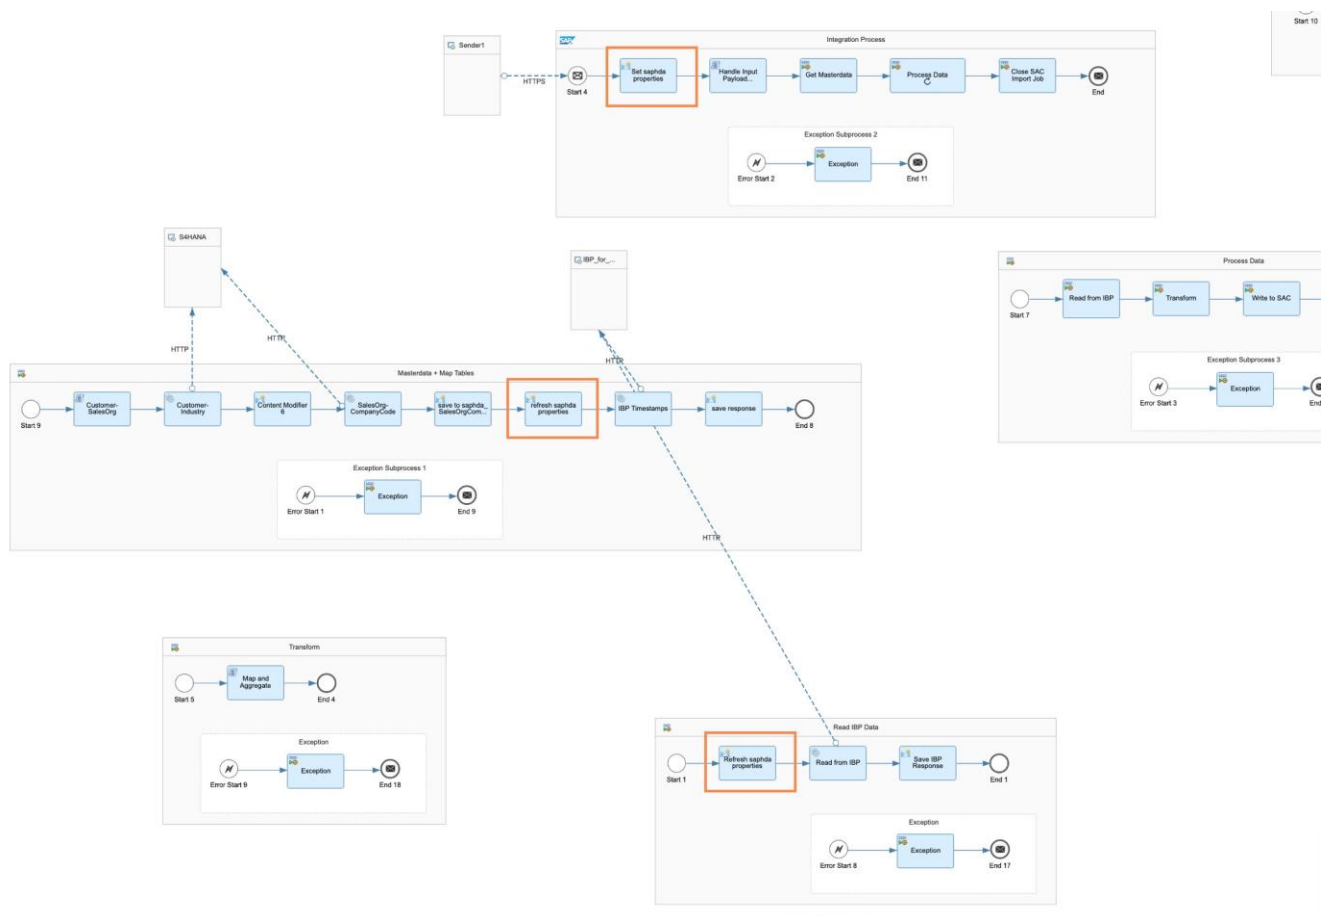 Start 10
Sender1
SAP
Integration Process
HTTPS
Start 4
Set saphda
properties
Handle Input
Payload...
Get Masterdata
Process Data
Close SAC
Import Job
End
Exception Subprocess 2
Error Start 2
Exception
End 11
S4HANA
HTTP
HTTP
IBP_for_...
HTTP
Process Data
Start 7
Read from IBP
Transform
Write to SAC
Exception Subprocess 3
Error Start 3
Exception
End
Masterdata + Map Tables
Start 9
Customer-
SalesOrg
Customer-
Industry
Content Modifier
6
SalesOrg-
CompanyCode
save to saphda_
SalesOrgCom...
refresh saphda
properties
IBP Timestamps
save response
End 8
Exception Subprocess 1
Error Start 1
Exception
End 9
HTTP
Transform
Start 5
Map and
Aggregate
End 4
Exception
Error Start 9
Exception
End 18
Read IBP Data
Start 1
Refresh saphda
properties
Read from IBP
Save IBP
Response
End 1
Exception
Error Start 8
Exception
End 17